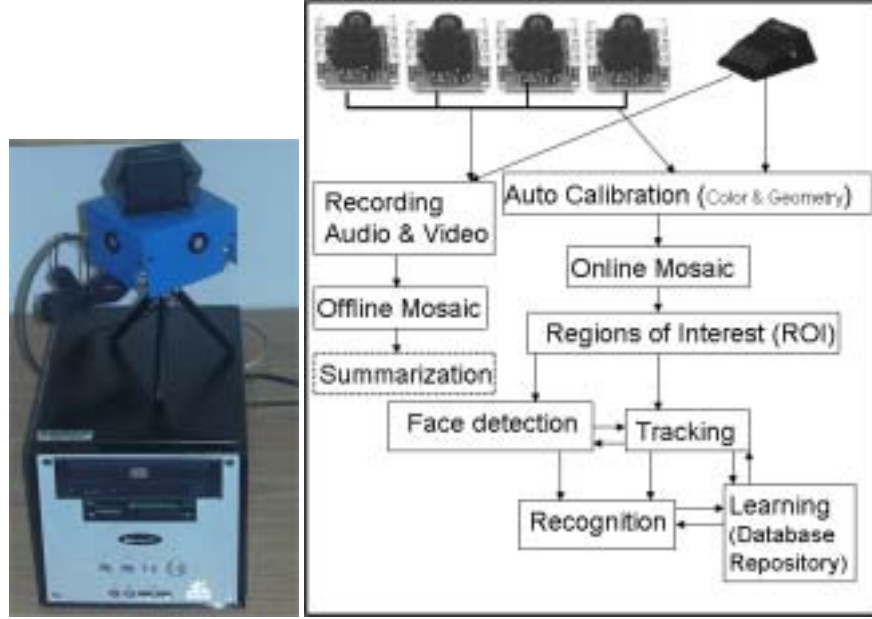 Recording
Audio & Video
Auto Calibration (Color & Geometry)
Offline Mosaic
Online Mosaic
Summarization
Regions of Interest (ROI)
Face detection
Tracking
Recognition
Learning
(Database
Repository)